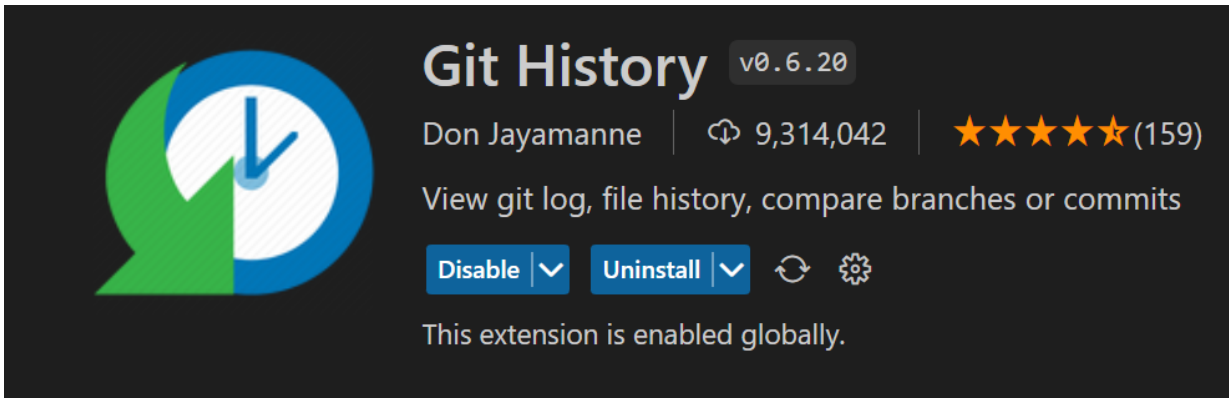 Git History v0.6.20
Don Jayamanne 9,314,042 (159)
View git log, file history, compare branches or commits
Disable Uninstall
This extension is enabled globally.